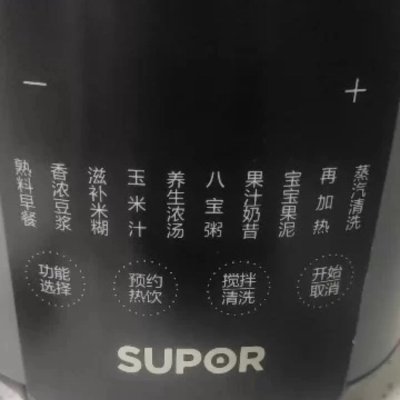 — +
熟料早餐
香浓豆浆
滋补米糊
玉米汁
养生浓汤
八宝粥
果汁奶昔
宝宝果泥
再加热
蒸汽清洗
功能
选择
预约
热饮
搅拌
清洗
开始
取消
SUPOR